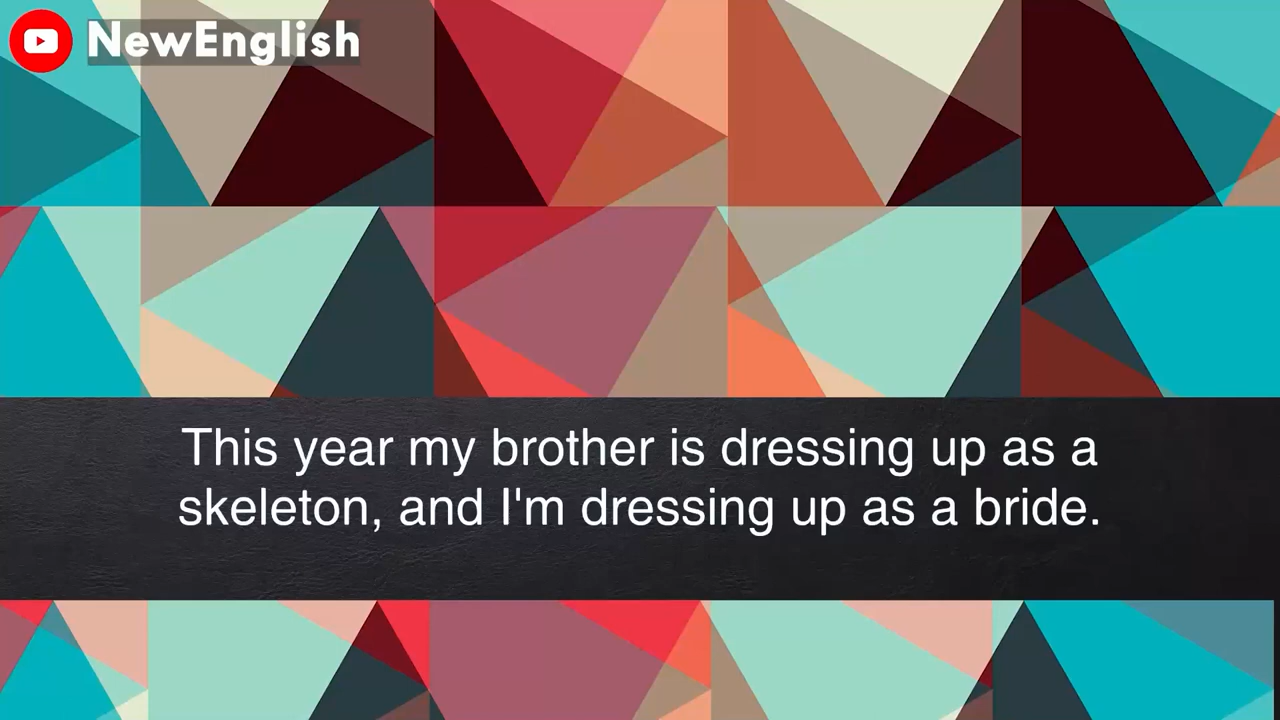 NewEnglish
This year my brother is dressing up as a
skeleton, and I'm dressing up as a bride.